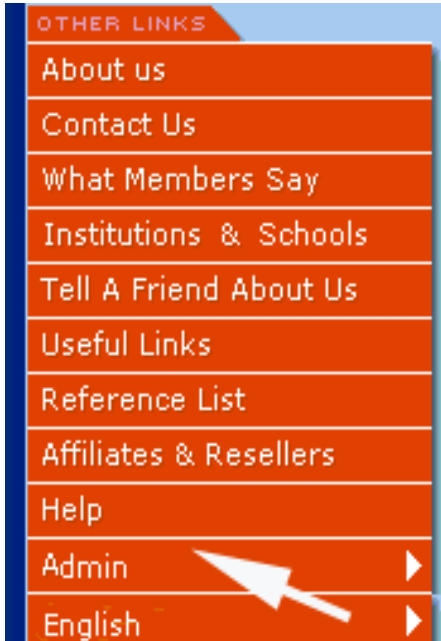 OTHER LINKS
About us
Contact Us
What Members Say
Institutions & Schools
Tell A Friend About Us
Useful Links
Reference List
Affiliates & Resellers
Help
Admin
English